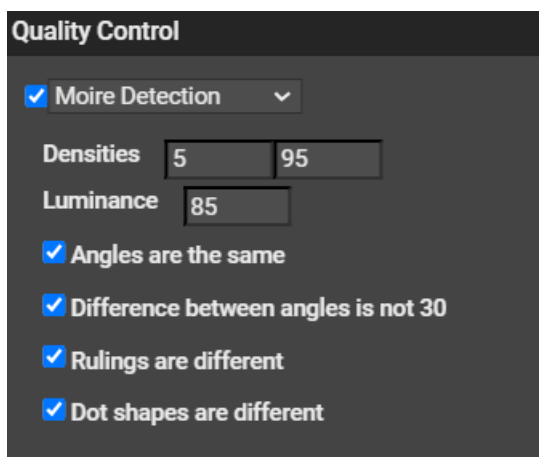 Quality Control
Moire Detection
Densities 5 95
Luminance 85
Angles are the same
Difference between angles is not 30
Rulings are different
Dot shapes are different